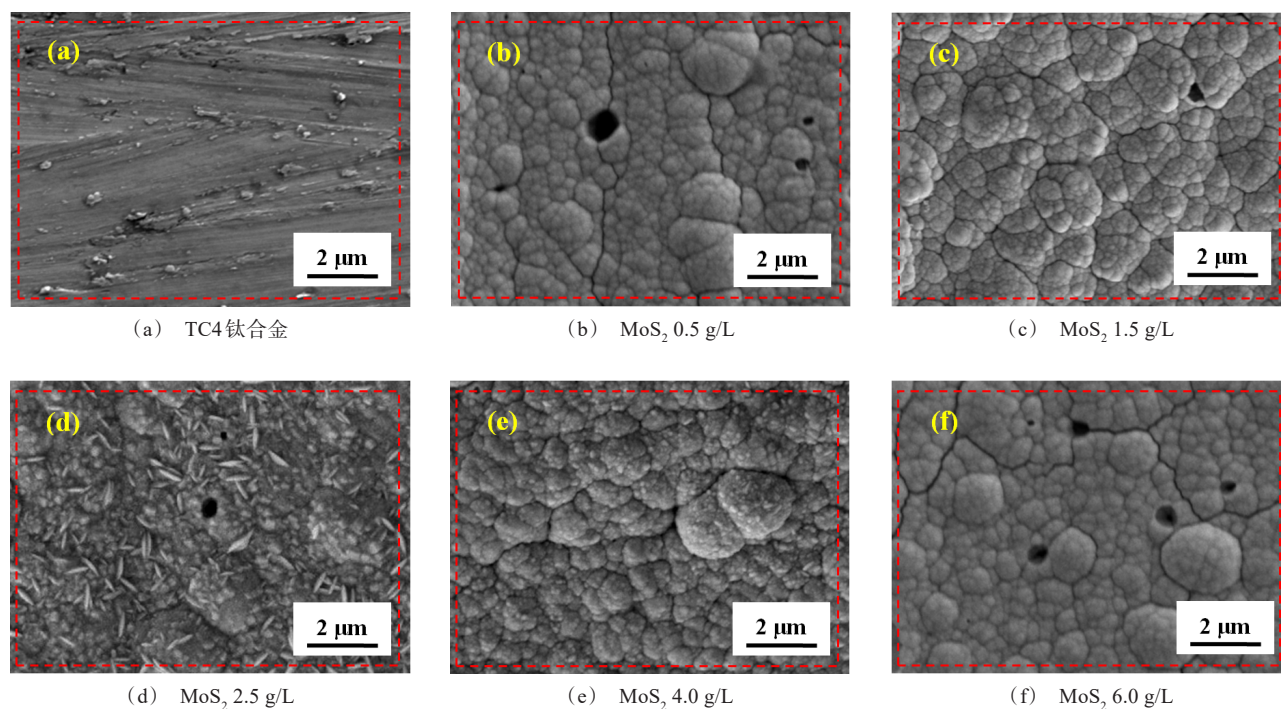 (a)
(b)
(c)
2 μm
2 μm
2 μm
（a） TC4钛合金
（b） MoS2 0.5 g/L
（c） MoS2 1.5 g/L
(d)
(e)
(f)
2 μm
2 μm
2 μm
（d） MoS2 2.5 g/L
（e） MoS2 4.0 g/L
（f） MoS2 6.0 g/L